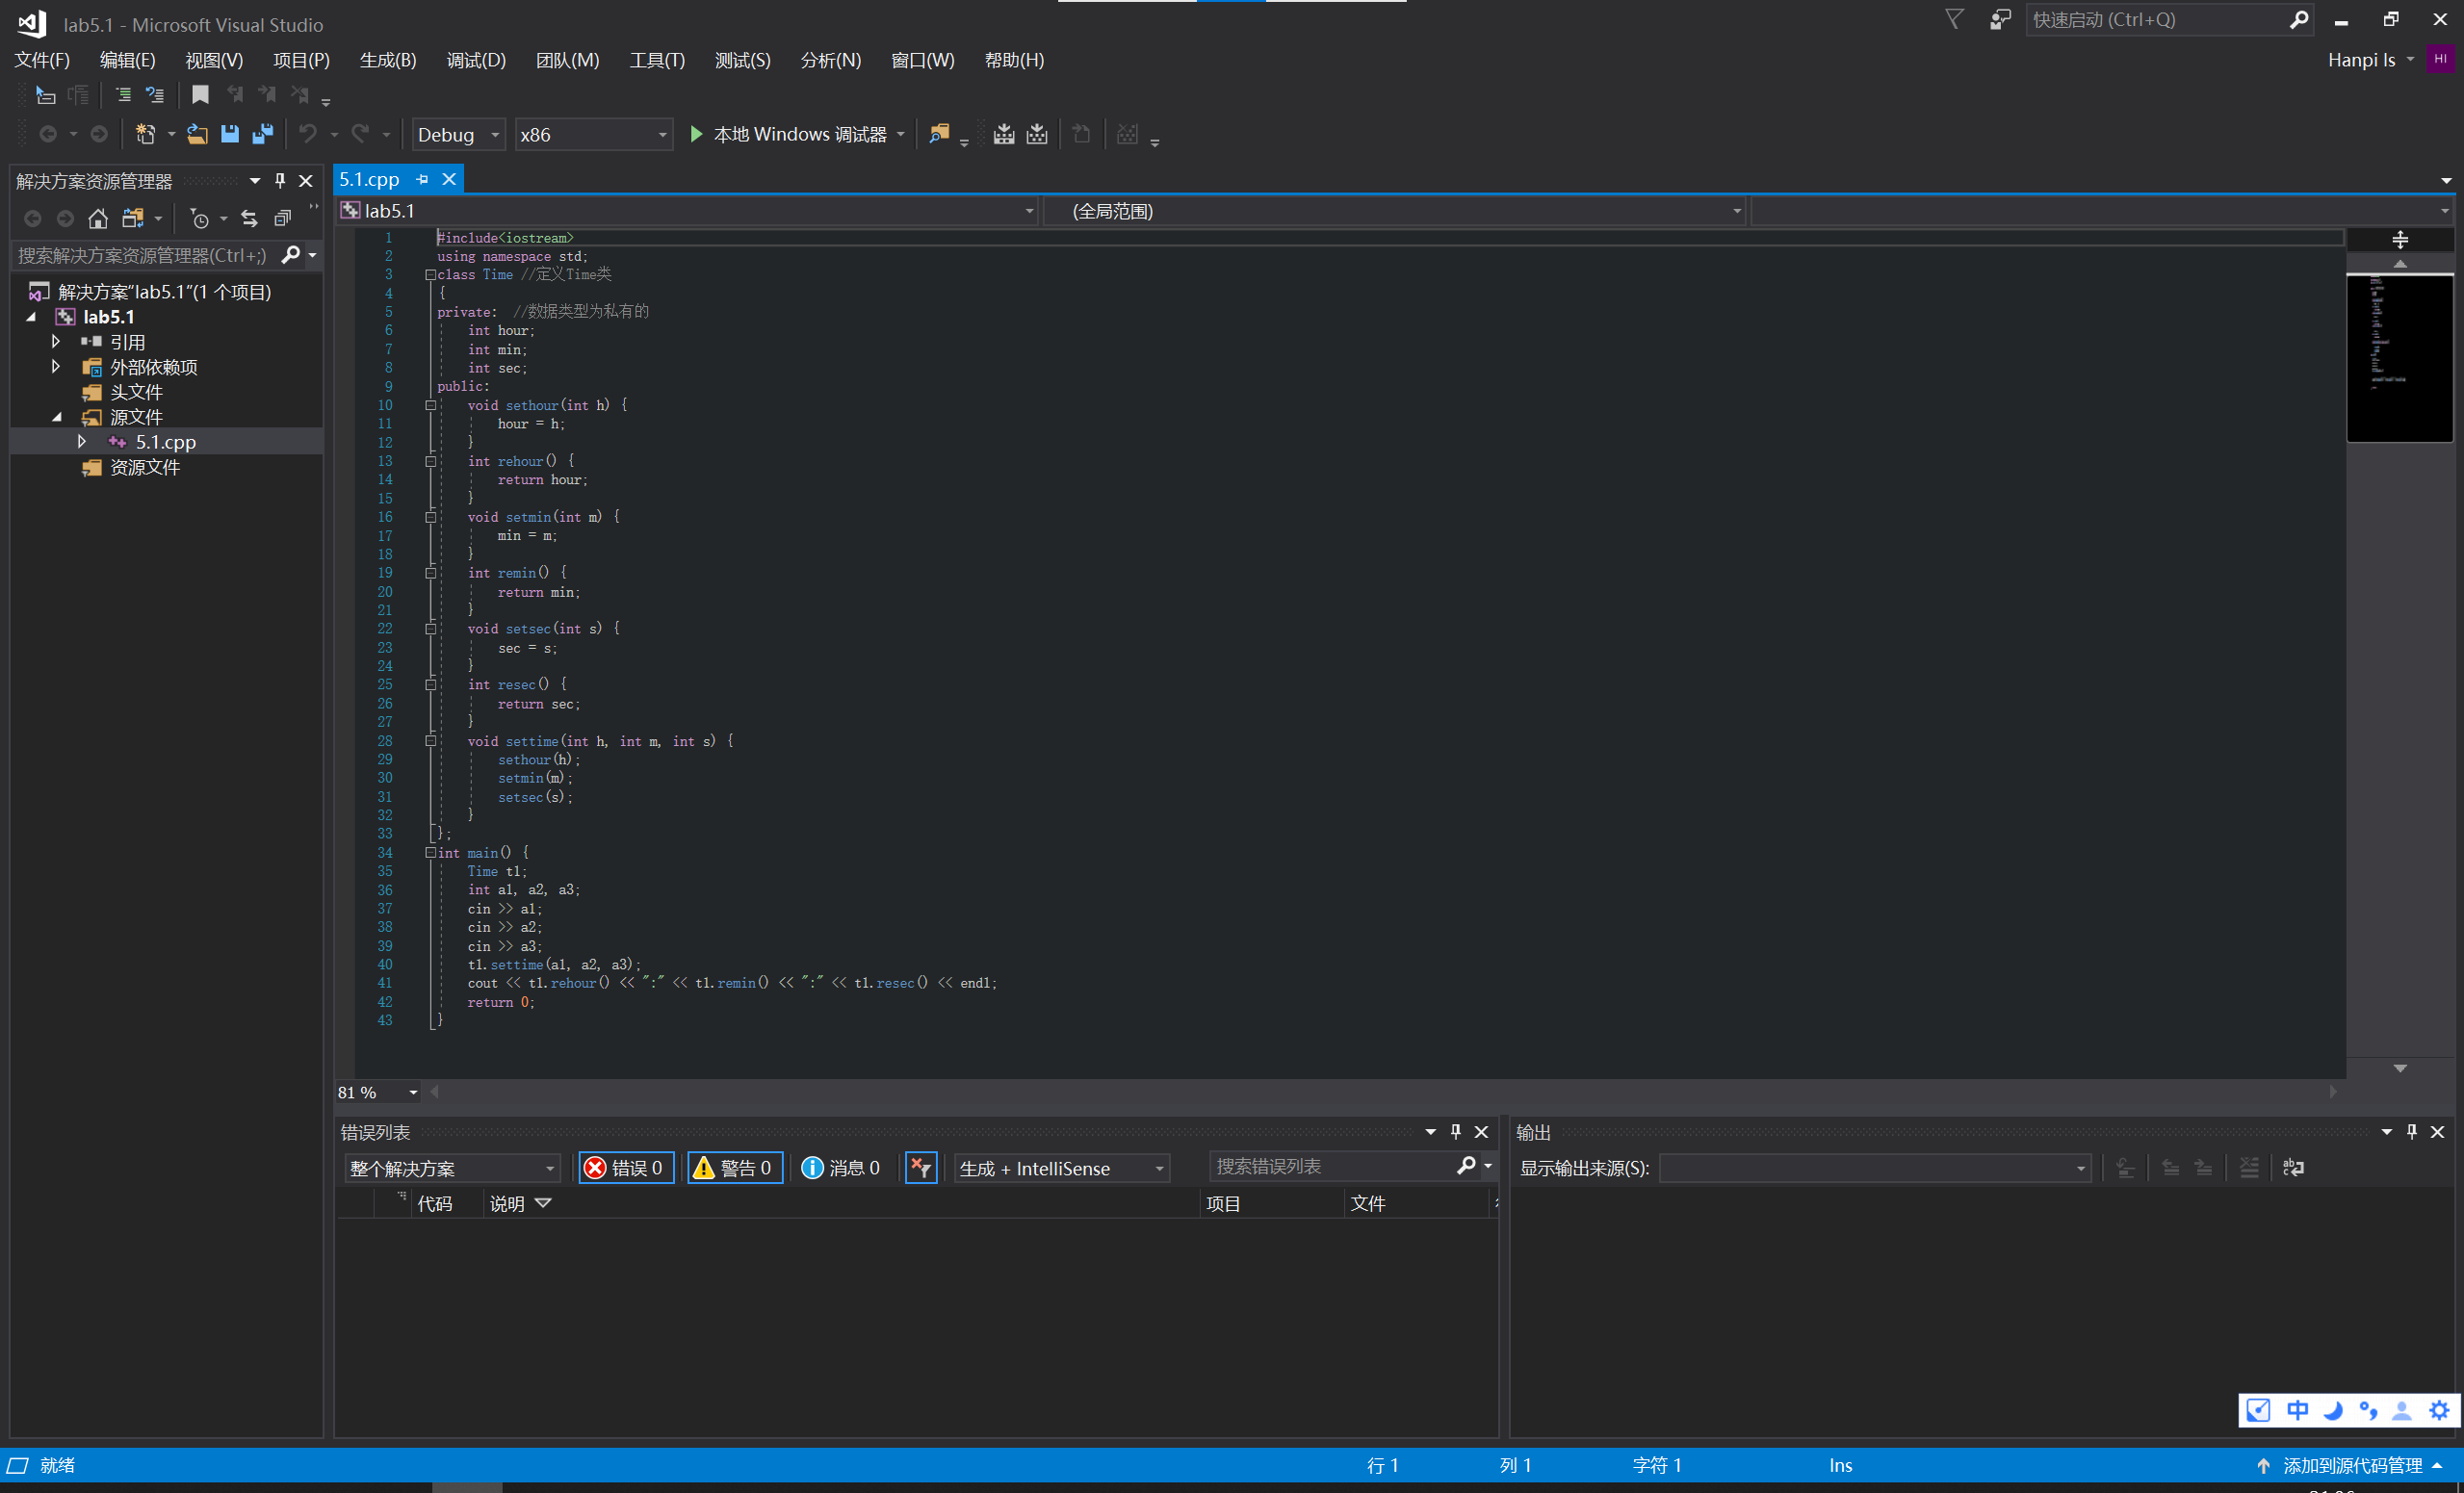 lab5.1 - Microsoft Visual Studio
快速启动 (Ctrl+Q)
文件(F) 编辑(E) 视图(V) 项目(P) 生成(B) 调试(D) 团队(M) 工具(T) 测试(S) 分析(N) 窗口(W) 帮助(H)
Hanpi ls HI
Debug x86 本地 Windows 调试器
解决方案资源管理器
搜索解决方案资源管理器(Ctrl+;)
解决方案"lab5.1"(1 个项目)
lab5.1
引用
外部依赖项
头文件
源文件
5.1.cpp
资源文件
5.1.cpp
lab5.1 (全局范围)
1 #include<iostream>
2 using namespace std;
3 class Time //定义Time类
4 {
5 private:  //数据类型为私有的
6     int hour;
7     int min;
8     int sec;
9 public:
10     void sethour(int h) {
11         hour = h;
12     }
13     int rehour() {
14         return hour;
15     }
16     void setmin(int m) {
17         min = m;
18     }
19     int remin() {
20         return min;
21     }
22     void setsec(int s) {
23         sec = s;
24     }
25     int resec() {
26         return sec;
27     }
28     void settime(int h, int m, int s) {
29         sethour(h);
30         setmin(m);
31         setsec(s);
32     }
33 };
34 int main() {
35     Time t1;
36     int a1, a2, a3;
37     cin >> a1;
38     cin >> a2;
39     cin >> a3;
40     t1.settime(a1, a2, a3);
41     cout << t1.rehour() << ":" << t1.remin() << ":" << t1.resec() << endl;
42     return 0;
43 }
81 %
错误列表
整个解决方案 错误 0 警告 0 消息 0 生成 + IntelliSense 搜索错误列表
代码 说明 项目 文件
输出
显示输出来源(S):
中
就绪 行 1 列 1 字符 1 Ins 添加到源代码管理